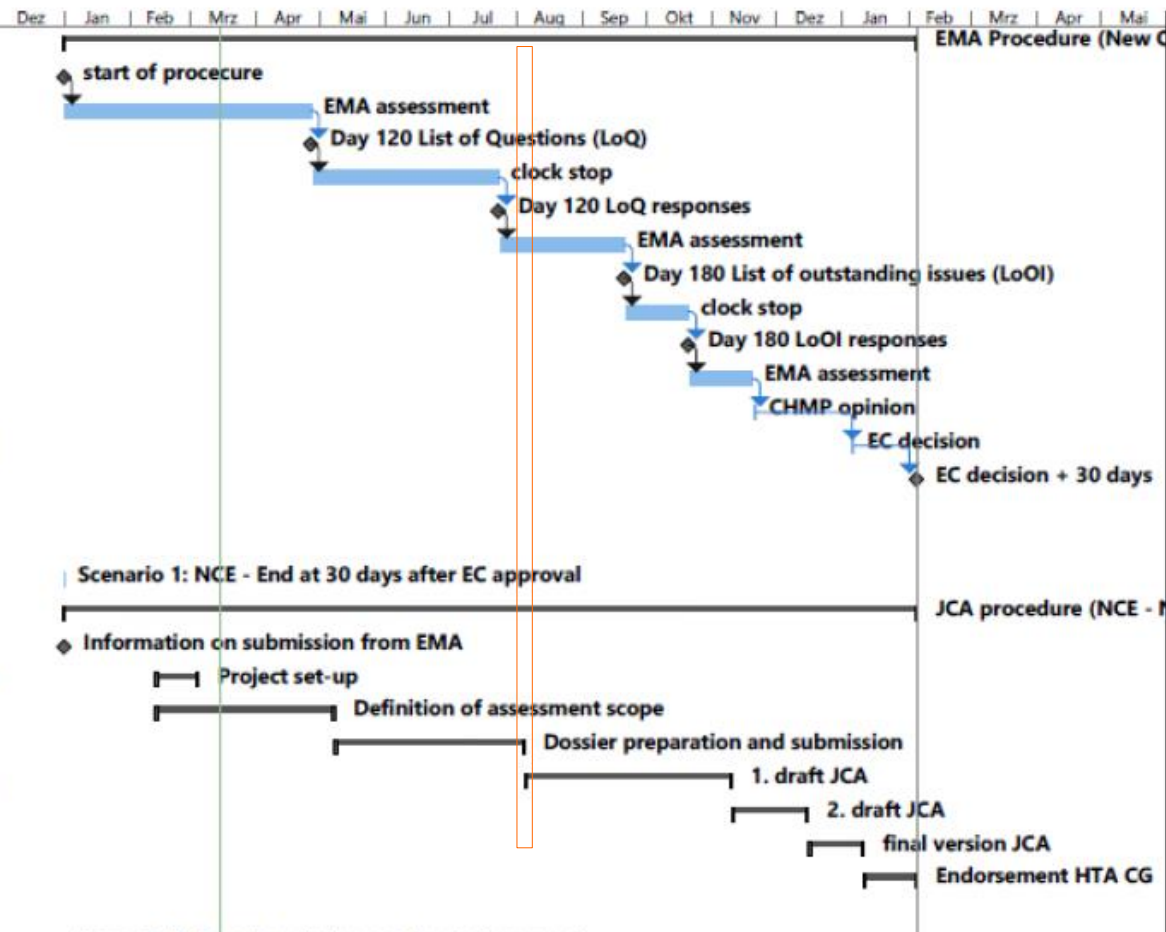 Dez Jan Feb Mrz Apr Mai Jun Jul Aug Sep Okt Nov Dez Jan Feb Mrz Apr Mai
EMA Procedure (New
start of procecure
EMA assessment
Day 120 List of Questions (LoQ)
clock stop
Day 120 LoQ responses
EMA assessment
Day 180 List of outstanding issues (LoOI)
clock stop
Day 180 LoOI responses
EMA assessment
CHMP opinion
EC decision
EC decision + 30 days
Scenario 1: NCE - End at 30 days after EC approval
JCA procedure (NCE -
Information on submission from EMA
Project set-up
Definition of assessment scope
Dossier preparation and submission
1. draft JCA
2. draft JCA
final version JCA
Endorsement HTA CG